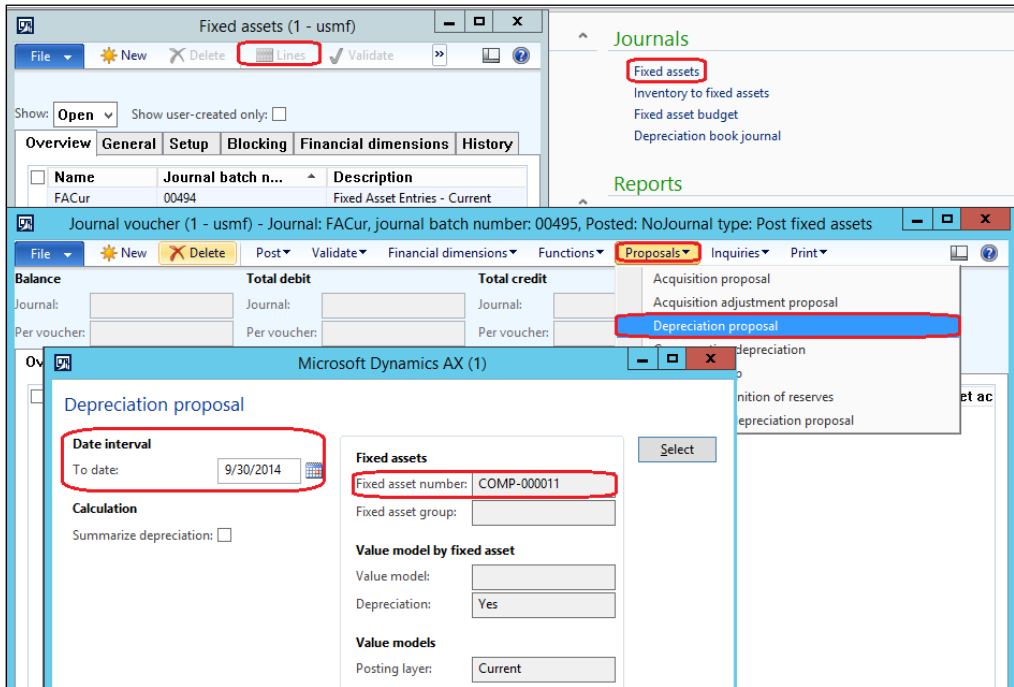 Fixed assets (1 - usmf)
File New Delete Lines Validate »
Show: Open Show user-created only:
Overview General Setup Blocking Financial dimensions History
Name Journal batch n... Description
FACur 00494 Fixed Asset Entries - Current
Journals
Fixed assets
Inventory to fixed assets
Fixed asset budget
Depreciation book journal
Reports
Journal voucher (1 - usmf) - Journal: FACur, journal batch number: 00495, Posted: NoJournal type: Post fixed assets
File New Delete Post Validate Financial dimensions Functions Proposals Inquiries Print
Balance Total debit Total credit
Journal: Journal: Journal:
Per voucher: Per voucher: Per voucher:
Acquisition proposal
Acquisition adjustment proposal
Depreciation proposal
depreciation
nition of reserves
epreciation proposal
Ov
et ac
Microsoft Dynamics AX (1)
Depreciation proposal
Date interval
To date: 9/30/2014
Calculation
Summarize depreciation:
Fixed assets
Fixed asset number: COMP-000011
Fixed asset group:
Value model by fixed asset
Value model:
Depreciation: Yes
Value models
Posting layer: Current
Select